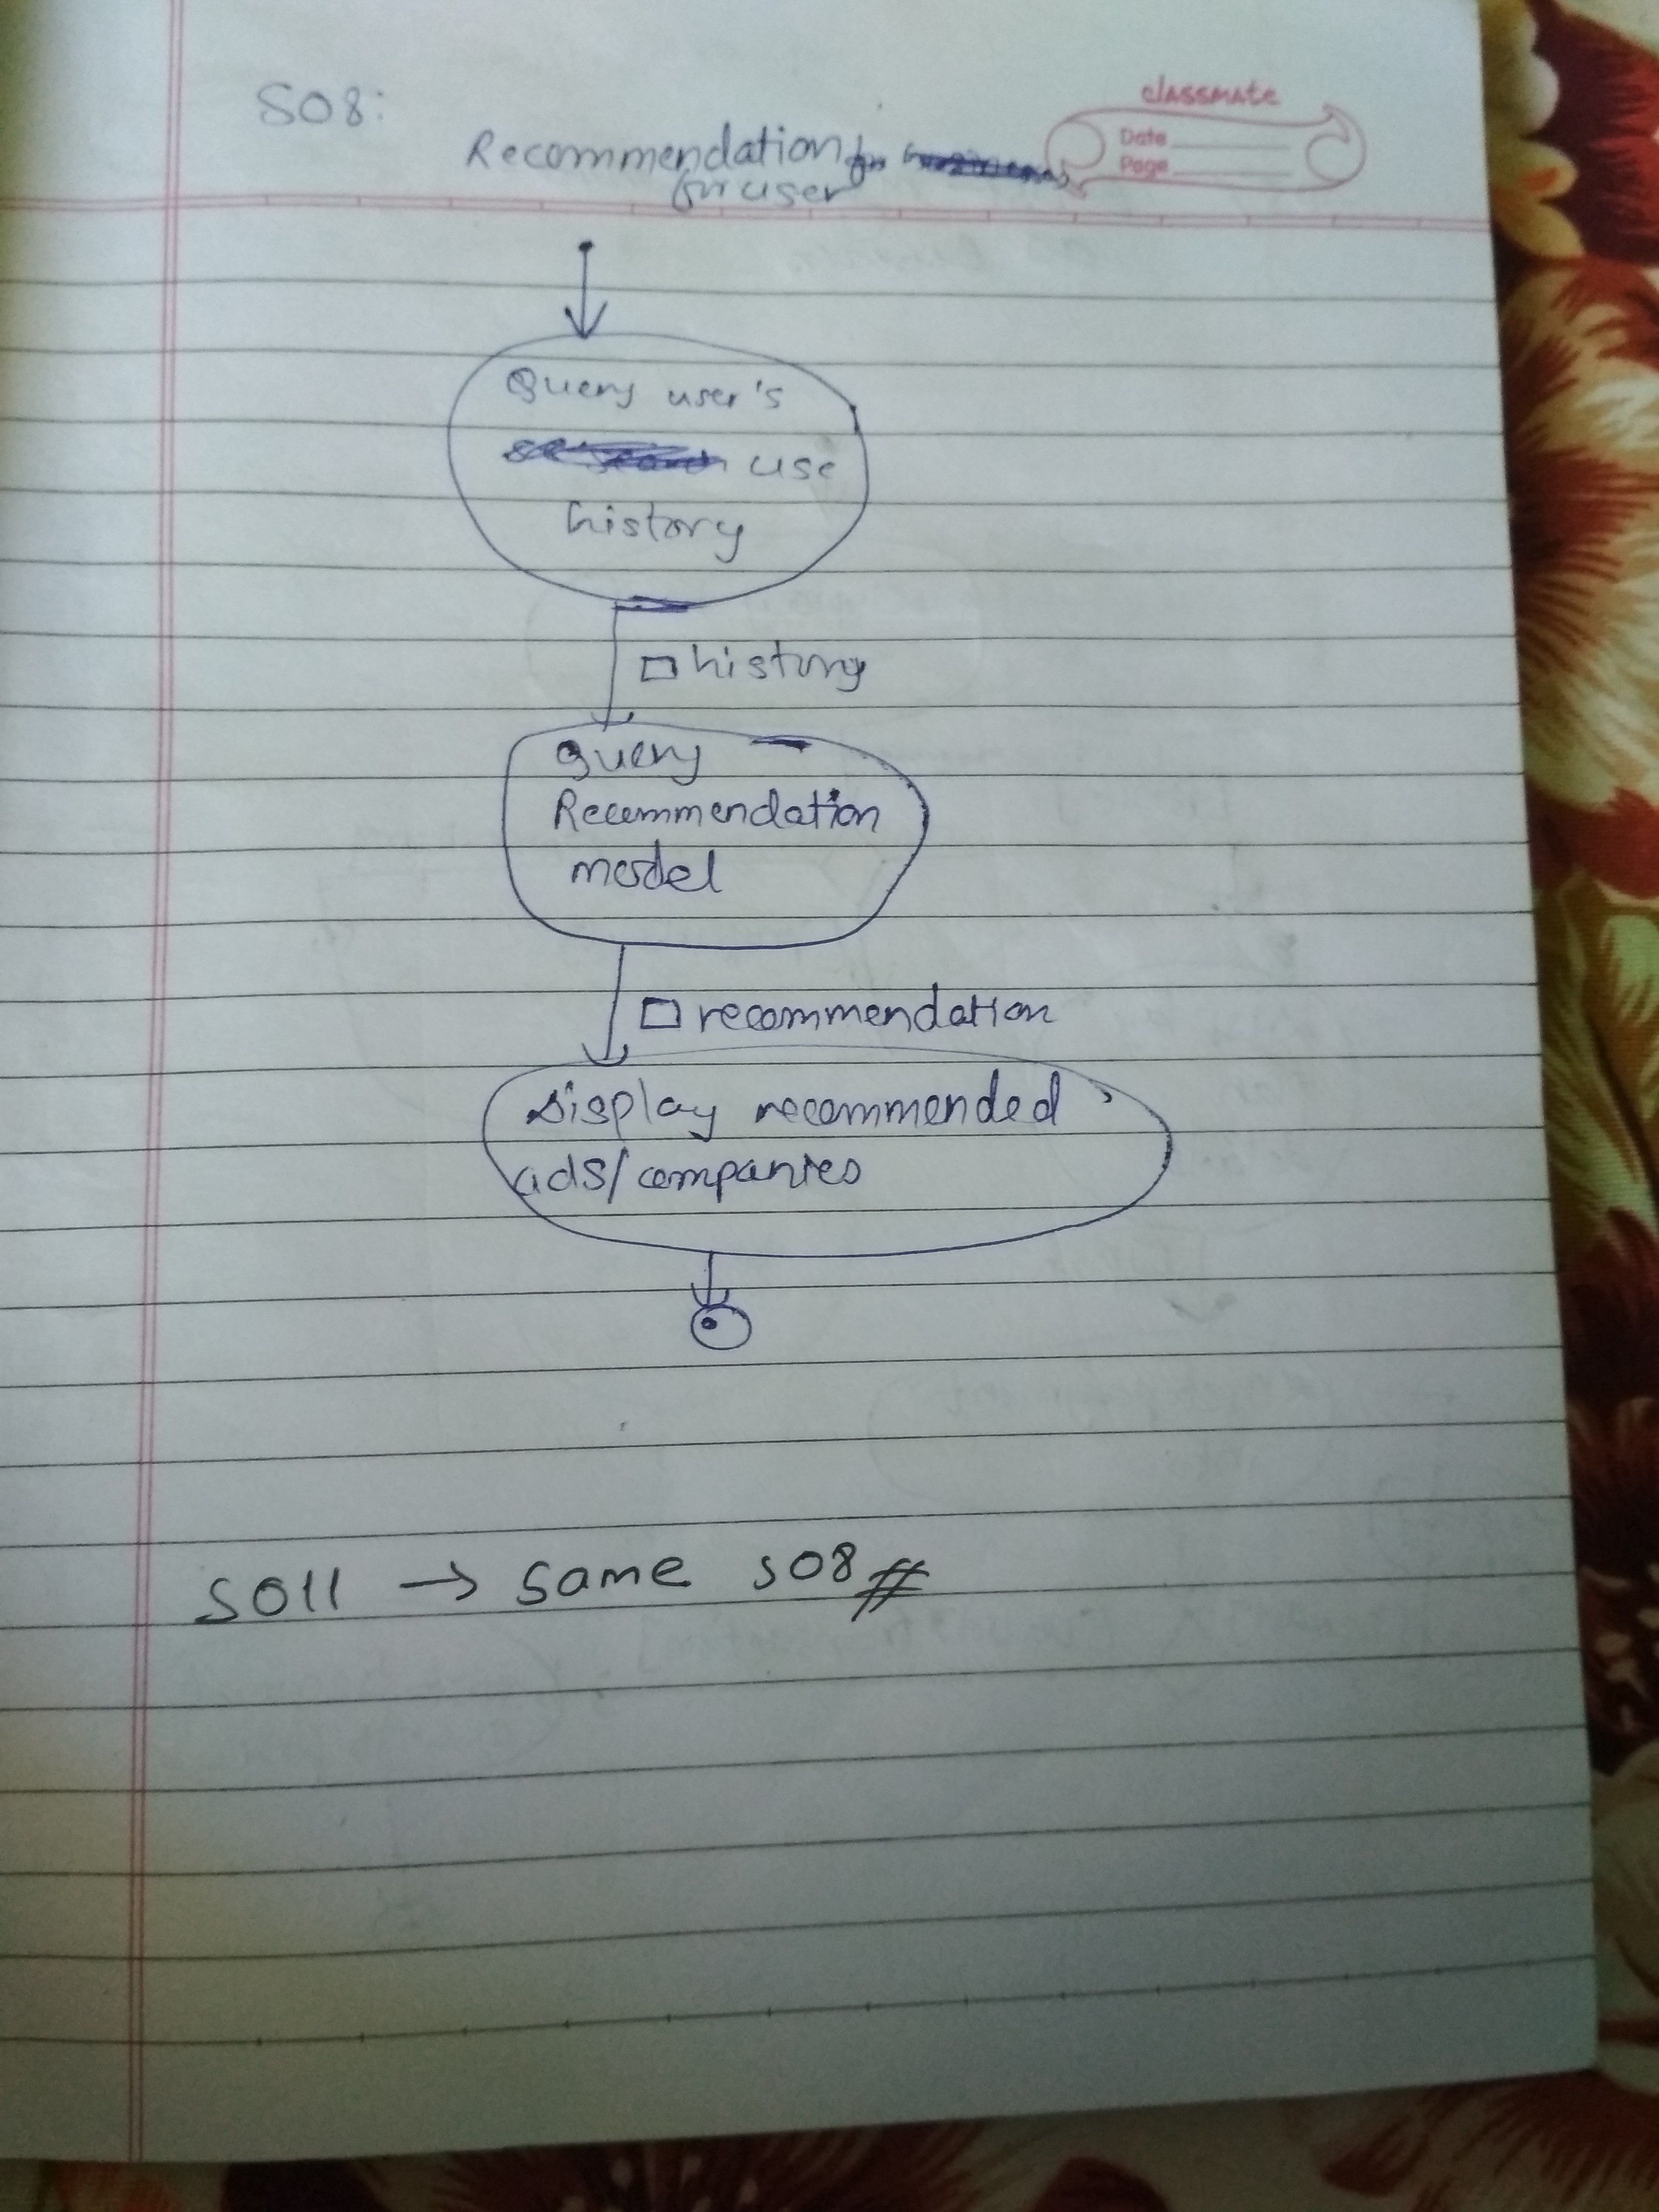 S08:
classmate
Date
Page
Recommendation for
for user
Query user's
use
history
history
Query
Recommendation
model
recommendation
Display recommended
ads/companies
S011 → Same S08